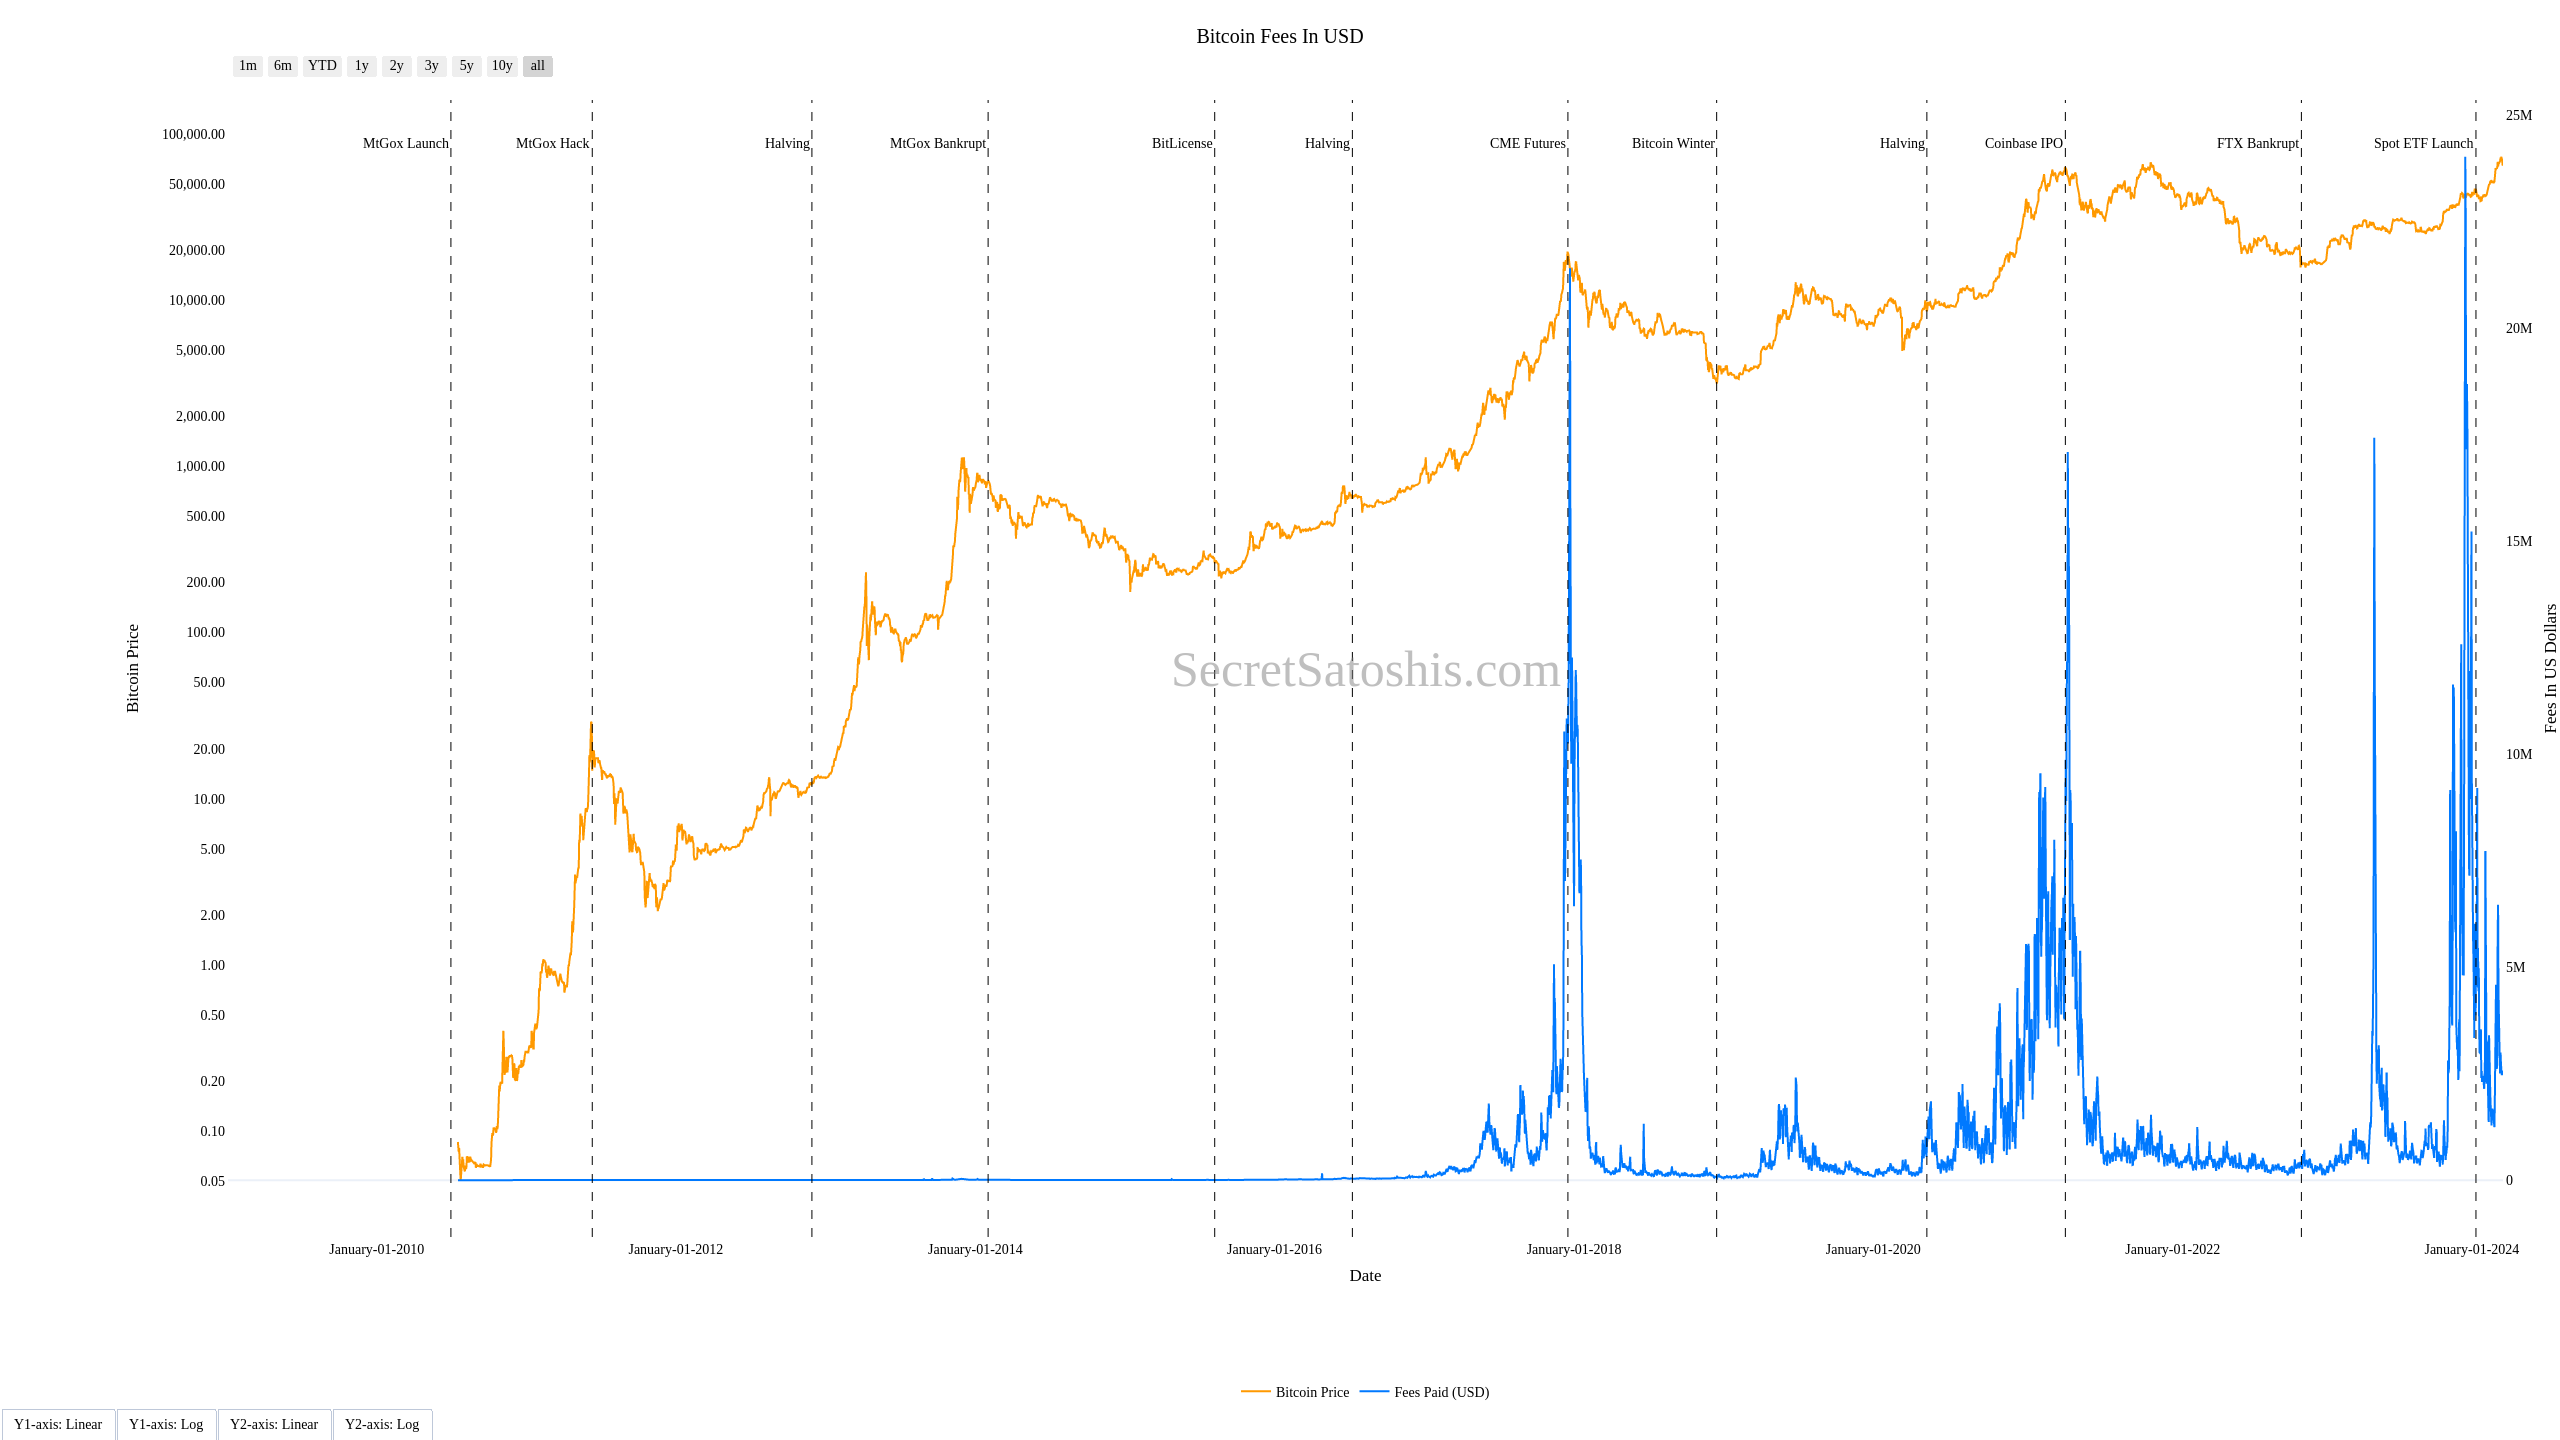 Bitcoin Fees In USD
1m 6m YTD 1y 2y 3y 5y 10y all
MtGox Launch MtGox Hack Halving MtGox Bankrupt BitLicense Halving CME Futures Bitcoin Winter Halving Coinbase IPO FTX Bankrupt Spot ETF Launch
100,000.00
50,000.00
20,000.00
10,000.00
5,000.00
2,000.00
1,000.00
500.00
200.00
100.00
50.00
20.00
10.00
5.00
2.00
1.00
0.50
0.20
0.10
0.05
Bitcoin Price
SecretSatoshis.com
25M
20M
15M
10M
5M
0
Fees In US Dollars
January-01-2010 January-01-2012 January-01-2014 January-01-2016 January-01-2018 January-01-2020 January-01-2022 January-01-2024
Date
Bitcoin Price Fees Paid (USD)
Y1-axis: Linear Y1-axis: Log Y2-axis: Linear Y2-axis: Log